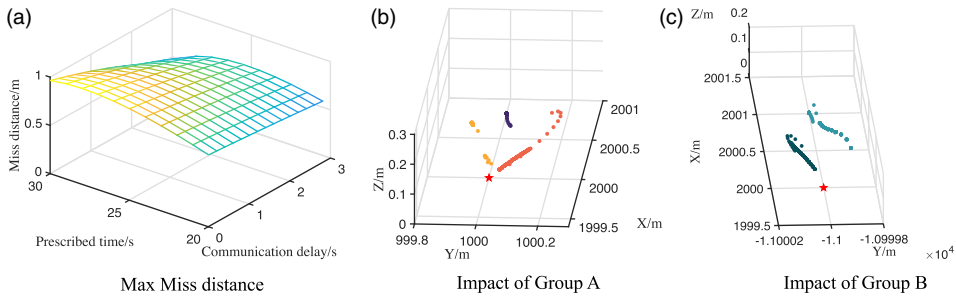 (a)
Miss distance/m
1
0.5
0
30
25
20
Prescribed time/s
0
1
2
3
Communication delay/s
Max Miss distance
(b)
Z/m
0.3
0.2
0.1
0
999.8
1000
1000.2
Y/m
1999.5
2000
2000.5
2001
X/m
Impact of Group A
(c)
Z/m
0.2
0.1
0
X/m
2001.5
2001
2000.5
2000
1999.5
-1.10002
-1.1
-1.09998
Y/m
×10⁴
Impact of Group B